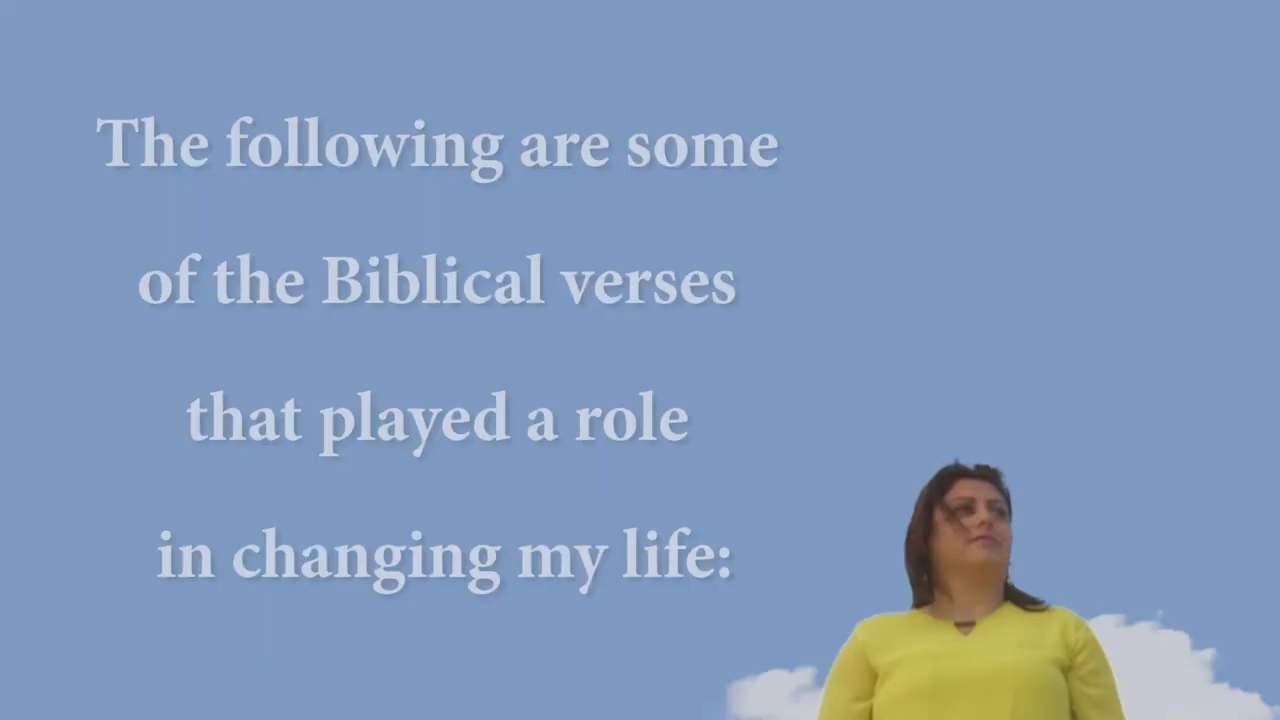 The following are some
of the Biblical verses
that played a role
in changing my life: